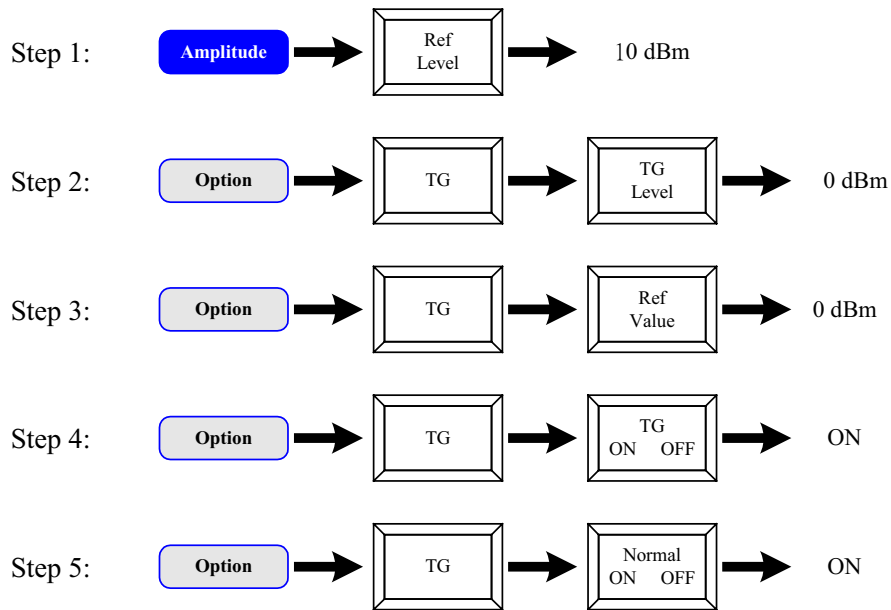 Step 1:
Amplitude
Ref
Level
10 dBm
Step 2:
Option
TG
TG
Level
0 dBm
Step 3:
Option
TG
Ref
Value
0 dBm
Step 4:
Option
TG
TG
ON OFF
ON
Step 5:
Option
TG
Normal
ON OFF
ON